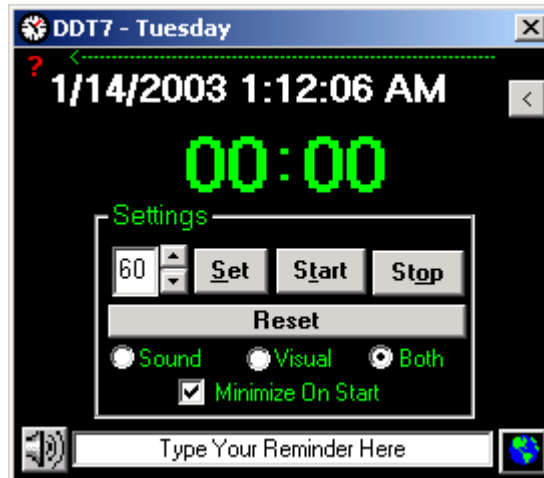 DDT7 - Tuesday
?
1/14/2003 1:12:06 AM
<
00:00
Settings
60 Set Start Stop
Reset
Sound Visual Both
Minimize On Start
Type Your Reminder Here